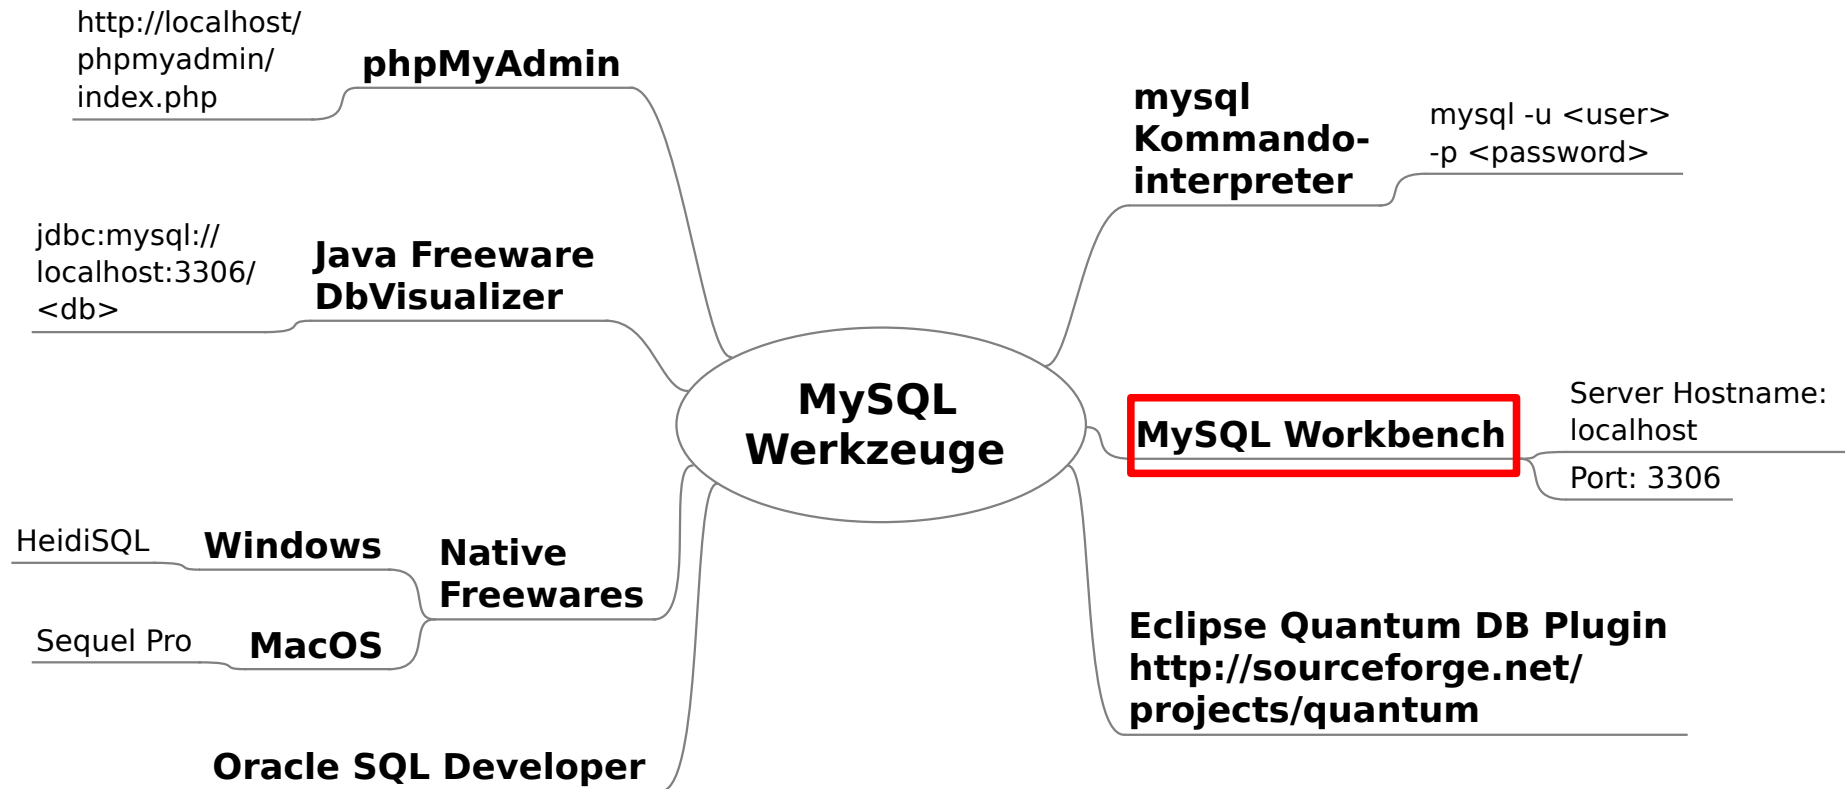 http://localhost/
phpmyadmin/
index.php
phpMyAdmin
jdbc:mysql://
localhost:3306/
<db>
Java Freeware
DbVisualizer
HeidiSQL
Windows
Sequel Pro
MacOS
Native
Freewares
Oracle SQL Developer
MySQL
Werkzeuge
mysql
Kommando-
interpreter
mysql -u <user>
-p <password>
MySQL Workbench
Server Hostname:
localhost
Port: 3306
Eclipse Quantum DB Plugin
http://sourceforge.net/
projects/quantum